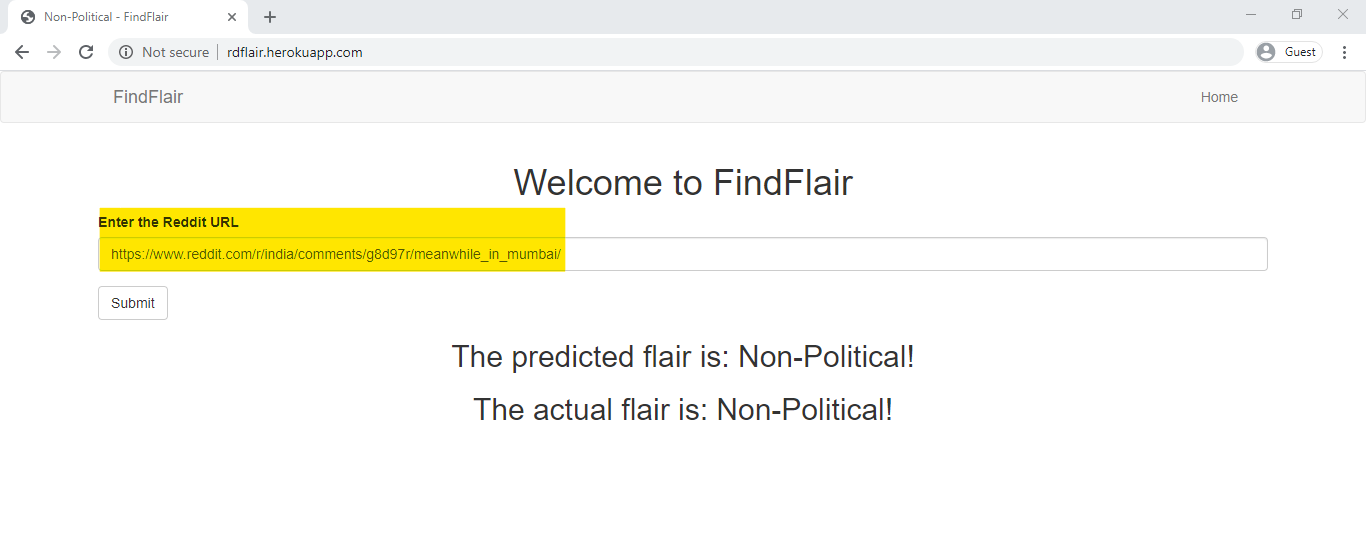 Non-Political - FindFlair
Not secure rdflair.herokuapp.com Guest
FindFlair Home
Welcome to FindFlair
Enter the Reddit URL
https://www.reddit.com/r/india/comments/g8d97r/meanwhile_in_mumbai/
Submit
The predicted flair is: Non-Political!
The actual flair is: Non-Political!